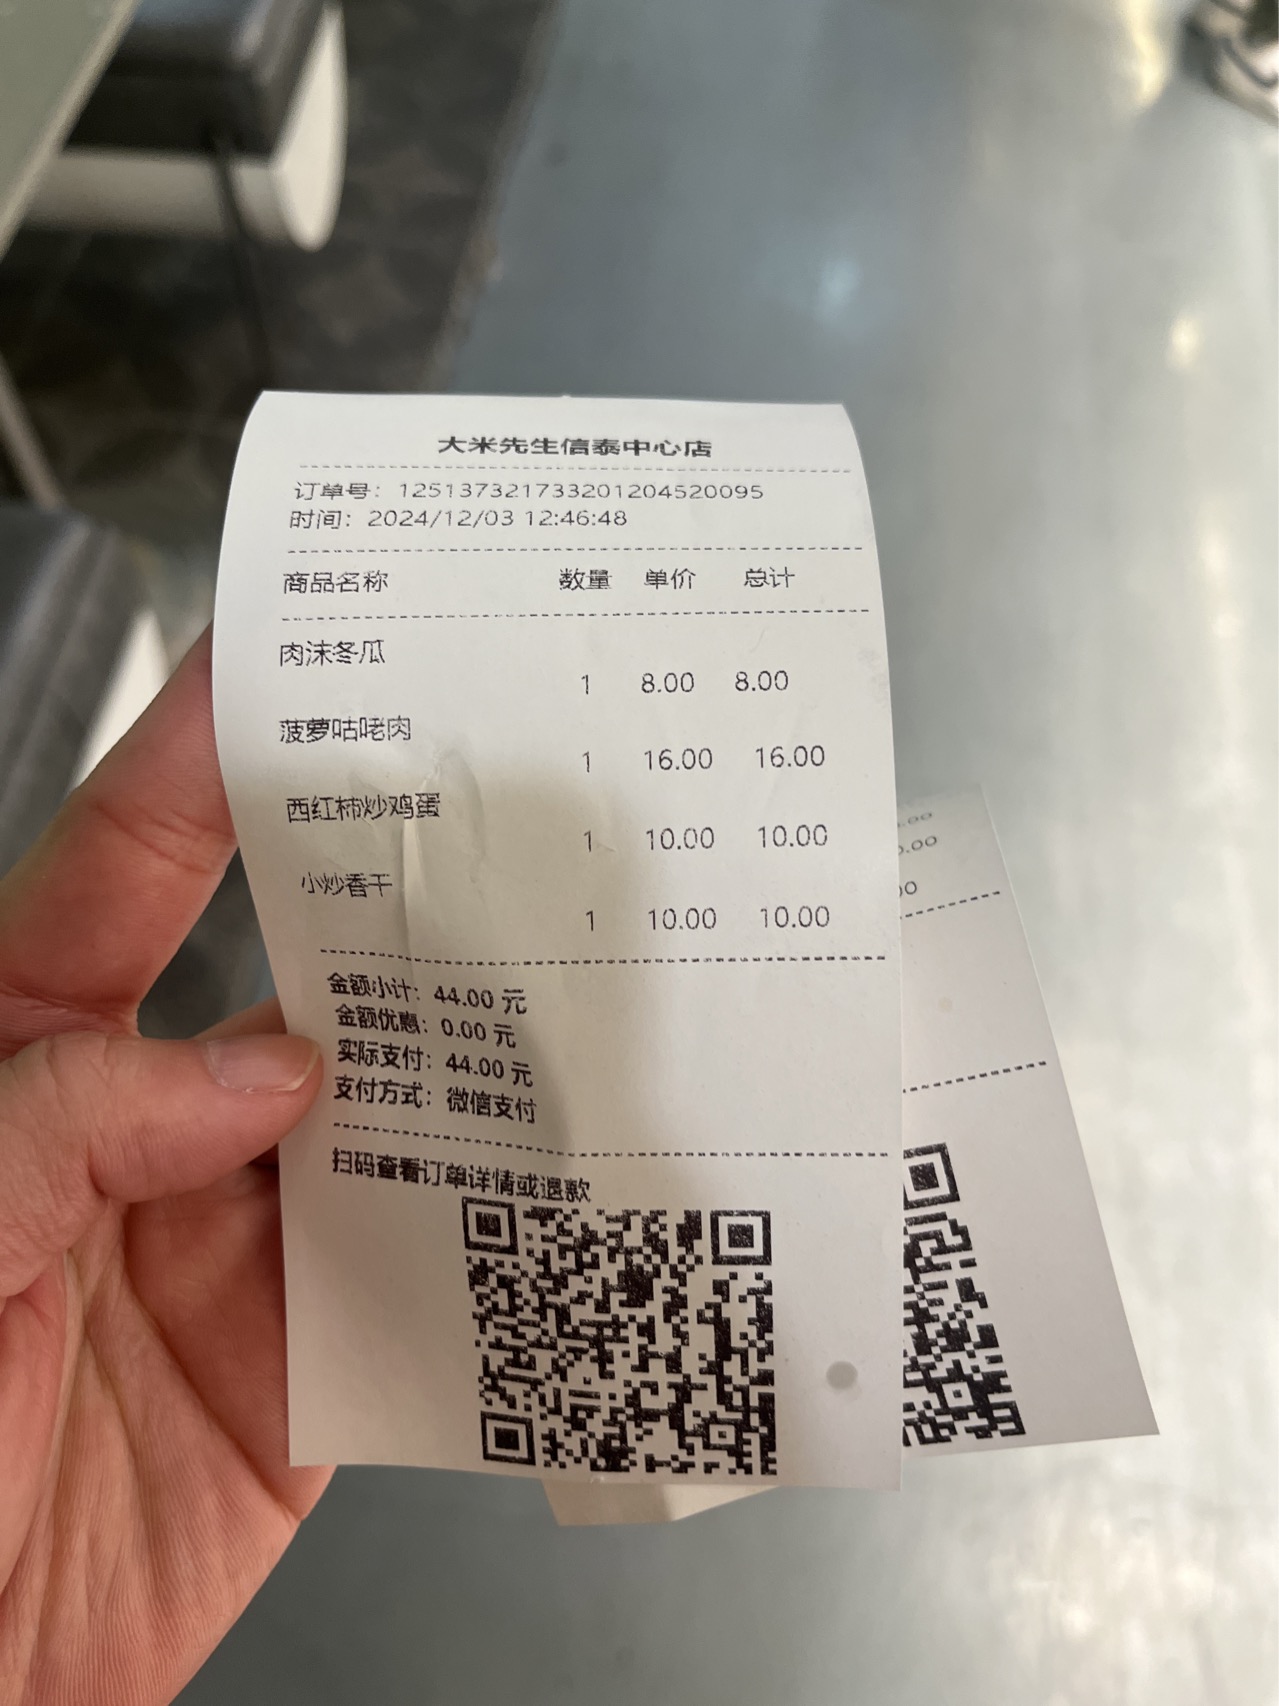 大米先生信泰中心店
订单号：1251373217332012045​20095
时间：2024/12/03 12:46:48
商品名称 数量 单价 总计
肉沫冬瓜
1 8.00 8.00
菠萝咕咾肉
1 16.00 16.00
西红柿炒鸡蛋
1 10.00 10.00
小炒香干
1 10.00 10.00
金额小计：44.00 元
金额优惠：0.00 元
实际支付：44.00 元
支付方式：微信支付
扫码查看订单详情或退款